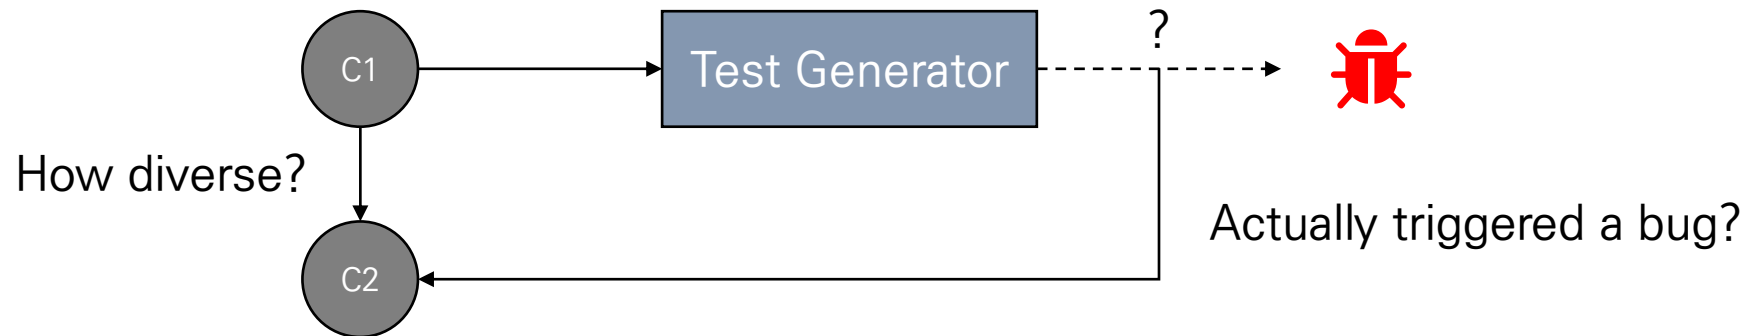 ?
C1
Test Generator
How diverse?
Actually triggered a bug?
C2